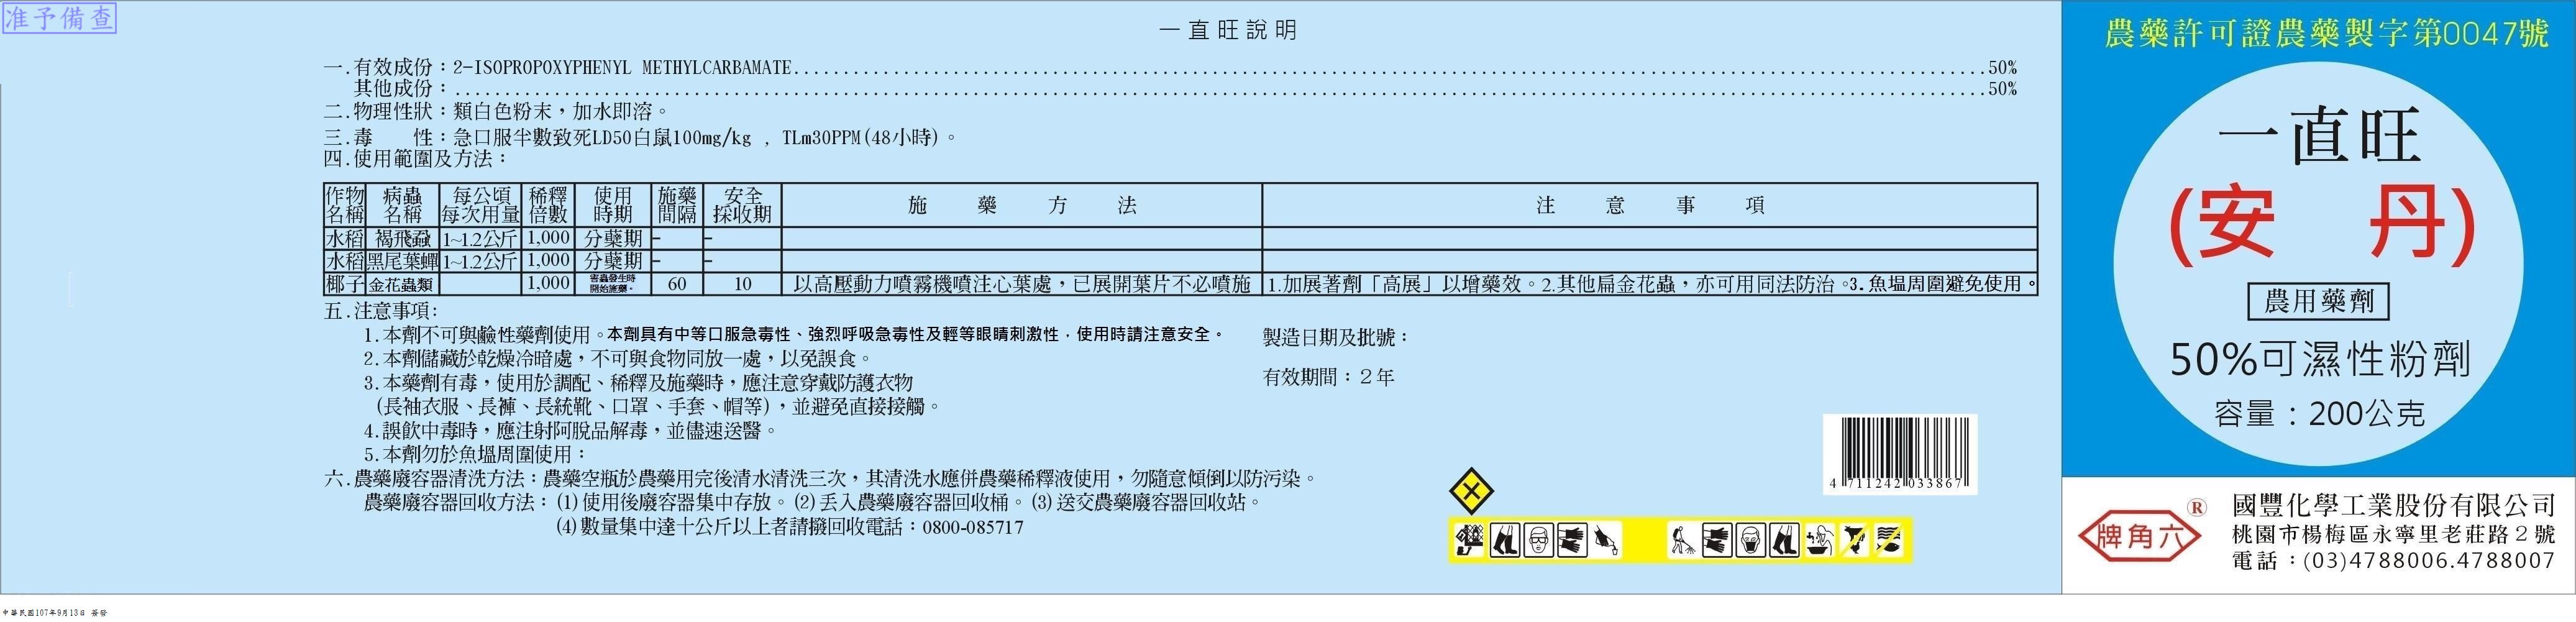 准予備查
一直旺說明
一.有效成份：2-ISOPROPOXYPHENYL METHYLCARBAMATE........50%
其他成份：........50%
二.物理性狀：類白色粉末，加水即溶。
三.毒　性：急口服半數致死LD50白鼠100mg/kg , TLm30PPM(48小時)。
四.使用範圍及方法：
作物名稱 病蟲名稱 每公頃每次用量 稀釋倍數 使用時期 施藥間隔 安全採收期 施藥方法 注意事項
水稻 褐飛蝨 1~1.2公斤 1,000 分蘗期 - -
水稻 黑尾葉蟬 1~1.2公斤 1,000 分蘗期 - -
椰子 金花蟲類 1,000 害蟲發生時開始施藥。 60 10 以高壓動力噴霧機噴注心葉處，已展開葉片不必噴施 1.加展著劑「高展」以增藥效。2.其他扁金花蟲，亦可用同法防治。3.魚塭周圍避免使用。
五.注意事項:
1.本劑不可與鹼性藥劑使用。本劑具有中等口服急毒性、強烈呼吸急毒性及輕等眼睛刺激性，使用時請注意安全。
2.本劑儲藏於乾燥冷暗處，不可與食物同放一處，以免誤食。
3.本藥劑有毒，使用於調配、稀釋及施藥時，應注意穿戴防護衣物
(長袖衣服、長褲、長統靴、口罩、手套、帽等)，並避免直接接觸。
4.誤飲中毒時，應注射阿脫品解毒，並儘速送醫。
5.本劑勿於魚塭周圍使用：
六.農藥廢容器清洗方法：農藥空瓶於農藥用完後清水清洗三次，其清洗水應併農藥稀釋液使用，勿隨意傾倒以防污染。
農藥廢容器回收方法：(1)使用後廢容器集中存放。(2)丟入農藥廢容器回收桶。(3)送交農藥廢容器回收站。
(4)數量集中達十公斤以上者請撥回收電話：0800-085717
製造日期及批號：
有效期間：2年
4 711242 033867
農藥許可證農藥製字第0047號
一直旺
(安　丹)
農用藥劑
50%可濕性粉劑
容量：200公克
牌角六
®
國豐化學工業股份有限公司
桃園市楊梅區永寧里老莊路2號
電話：(03)4788006.4788007
中華民國107年9月13日 簽發